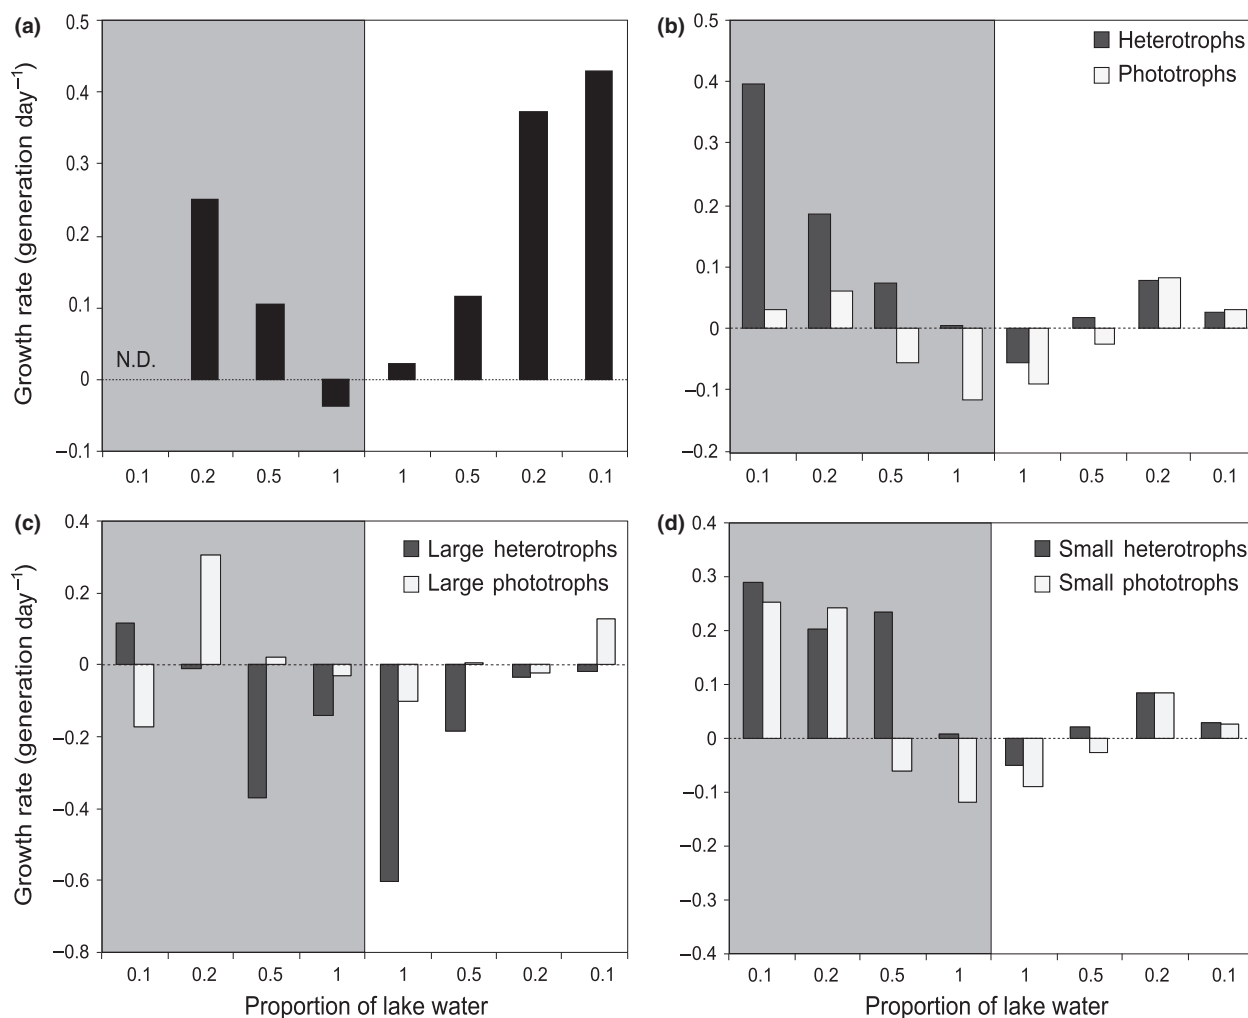 (a)
0.5
0.4
0.3
0.2
0.1
0
–0.1
Growth rate (generation day–1)
N.D.
0.1 0.2 0.5 1 1 0.5 0.2 0.1
(b)
0.5
0.4
0.3
0.2
0.1
0
–0.1
–0.2
Heterotrophs
Phototrophs
0.1 0.2 0.5 1 1 0.5 0.2 0.1
(c)
0.4
0.2
0
–0.2
–0.4
–0.6
–0.8
Growth rate (generation day–1)
Large heterotrophs
Large phototrophs
0.1 0.2 0.5 1 1 0.5 0.2 0.1
Proportion of lake water
(d)
0.4
0.3
0.2
0.1
0
–0.1
–0.2
–0.3
–0.4
Small heterotrophs
Small phototrophs
0.1 0.2 0.5 1 1 0.5 0.2 0.1
Proportion of lake water